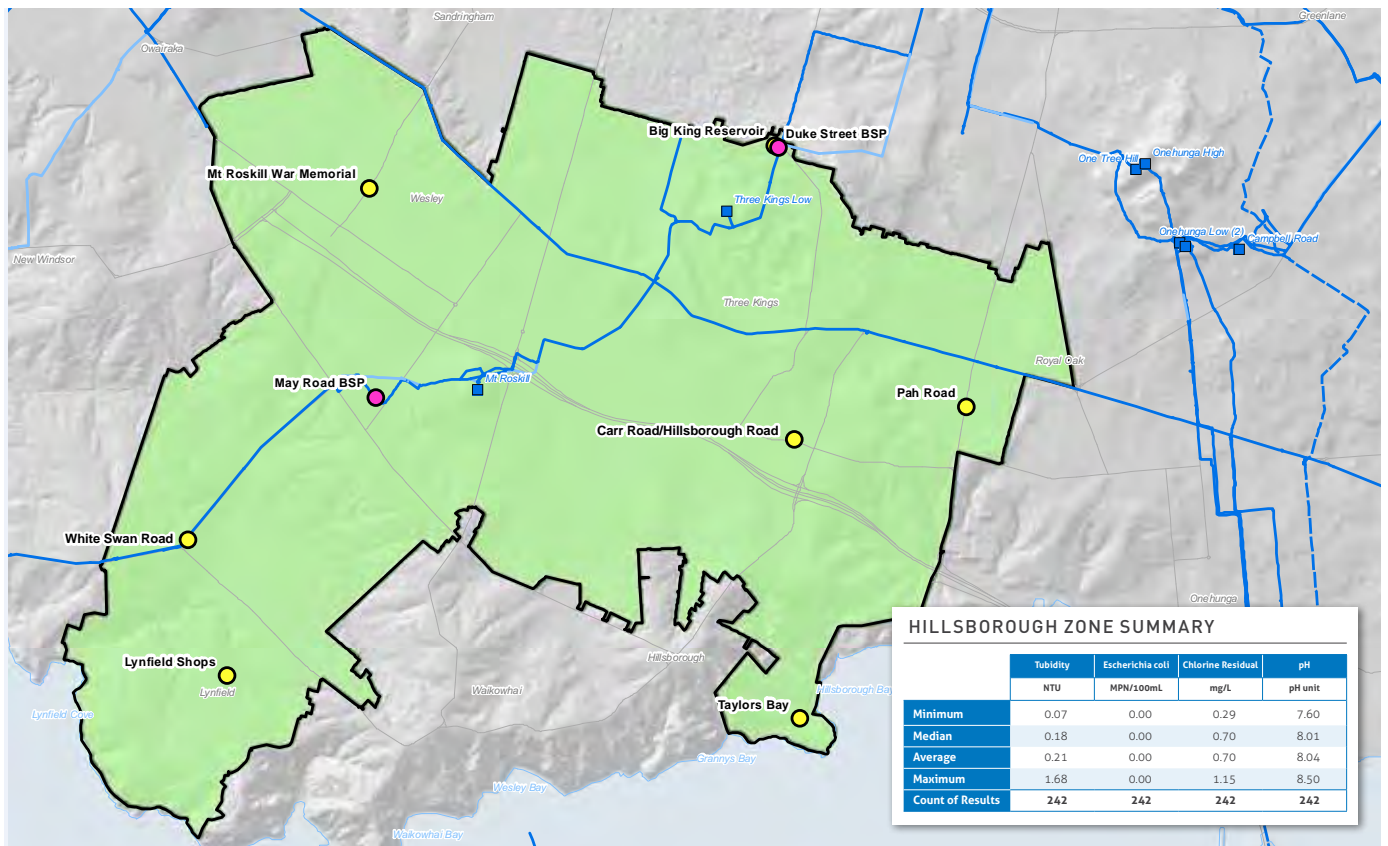 Sandringham
Greenlane
Owairaka
Big King Reservoir
Duke Street BSP
One Tree Hill
Onehunga High
Mt Roskill War Memorial
Wesley
Three Kings Low
Onehunga Low (2)
Campbell Road
New Windsor
Three Kings
Royal Oak
May Road BSP
Mt Roskill
Pah Road
Carr Road/Hillsborough Road
White Swan Road
Onehunga
Hillsborough
Lynfield Shops
Lynfield
Waikowhai
Hillsborough Bay
Taylors Bay
Lynfield Cove
Grannys Bay
Wesley Bay
Waikowhai Bay
HILLSBOROUGH ZONE SUMMARY
Tubidity Escherichia coli Chlorine Residual pH
NTU MPN/100mL mg/L pH unit
Minimum 0.07 0.00 0.29 7.60
Median 0.18 0.00 0.70 8.01
Average 0.21 0.00 0.70 8.04
Maximum 1.68 0.00 1.15 8.50
Count of Results 242 242 242 242